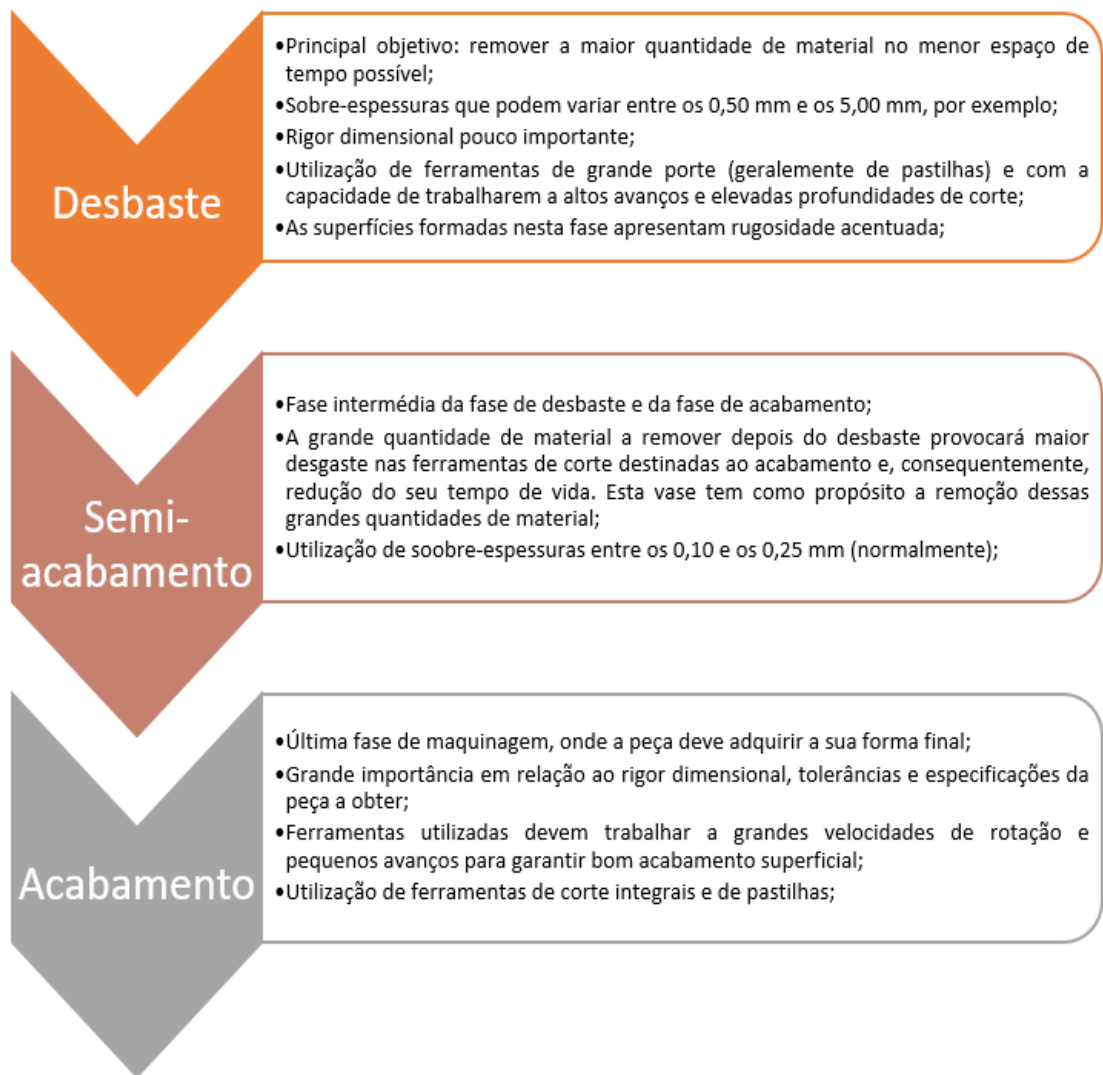 Desbaste
•Principal objetivo: remover a maior quantidade de material no menor espaço de
tempo possível;
•Sobre-espessuras que podem variar entre os 0,50 mm e os 5,00 mm, por exemplo;
•Rigor dimensional pouco importante;
•Utilização de ferramentas de grande porte (geralemente de pastilhas) e com a
capacidade de trabalharem a altos avanços e elevadas profundidades de corte;
•As superfícies formadas nesta fase apresentam rugosidade acentuada;
Semi-
acabamento
•Fase intermédia da fase de desbaste e da fase de acabamento;
•A grande quantidade de material a remover depois do desbaste provocará maior
desgaste nas ferramentas de corte destinadas ao acabamento e, consequentemente,
redução do seu tempo de vida. Esta vase tem como propósito a remoção dessas
grandes quantidades de material;
•Utilização de soobre-espessuras entre os 0,10 e os 0,25 mm (normalmente);
Acabamento
•Última fase de maquinagem, onde a peça deve adquirir a sua forma final;
•Grande importância em relação ao rigor dimensional, tolerâncias e especificações da
peça a obter;
•Ferramentas utilizadas devem trabalhar a grandes velocidades de rotação e
pequenos avanços para garantir bom acabamento superficial;
•Utilização de ferramentas de corte integrais e de pastilhas;